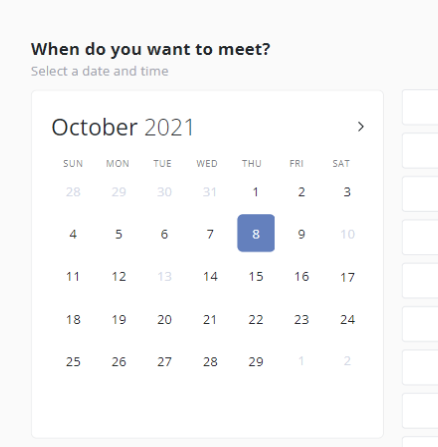 When do you want to meet?
Select a date and time
October 2021
SUN MON TUE WED THU FRI SAT
28 29 30 31 1 2 3
4 5 6 7 8 9 10
11 12 13 14 15 16 17
18 19 20 21 22 23 24
25 26 27 28 29 1 2